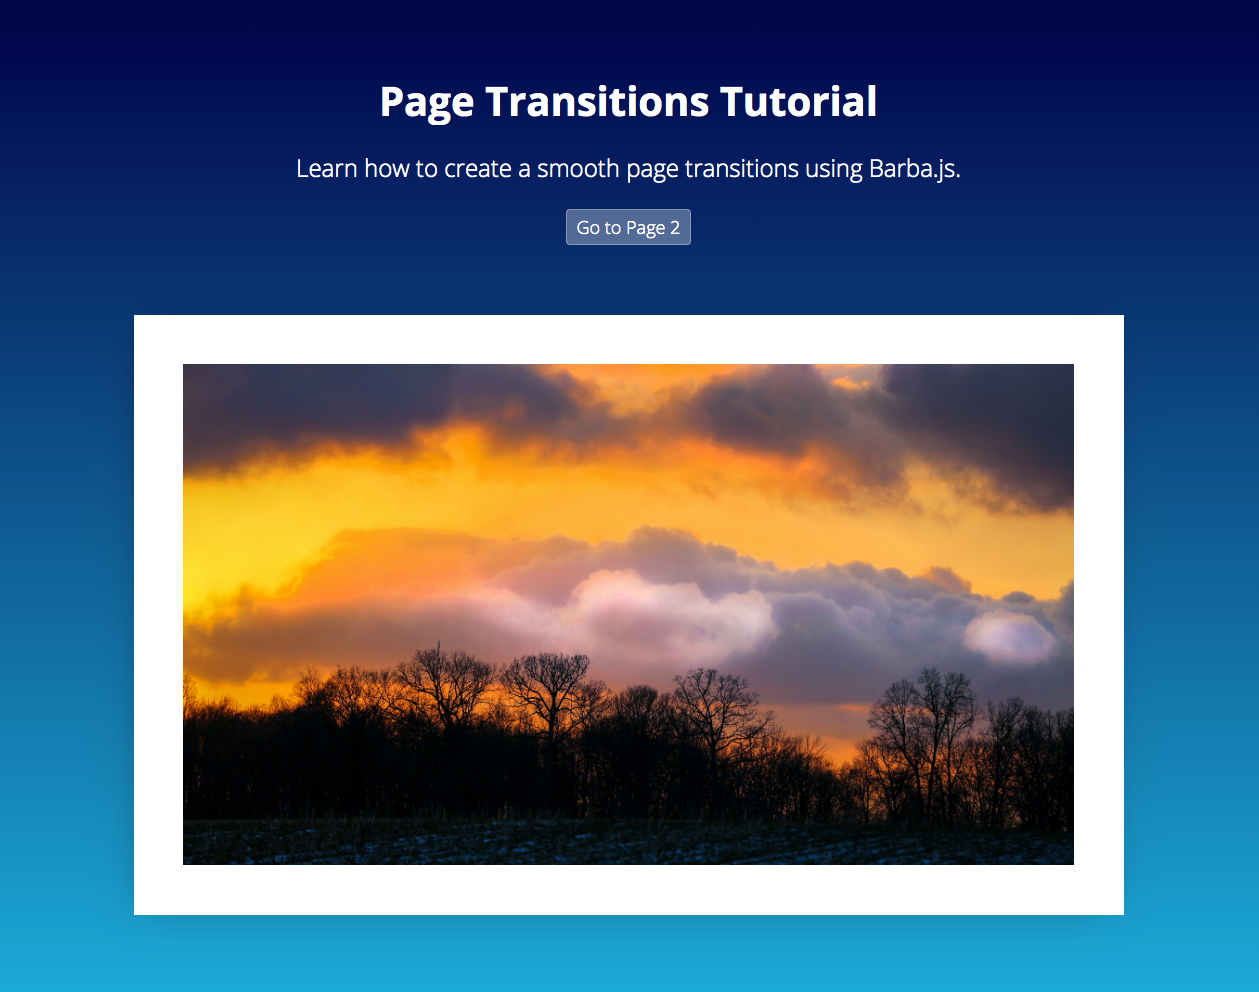 Page Transitions Tutorial
Learn how to create a smooth page transitions using Barba.js.
Go to Page 2